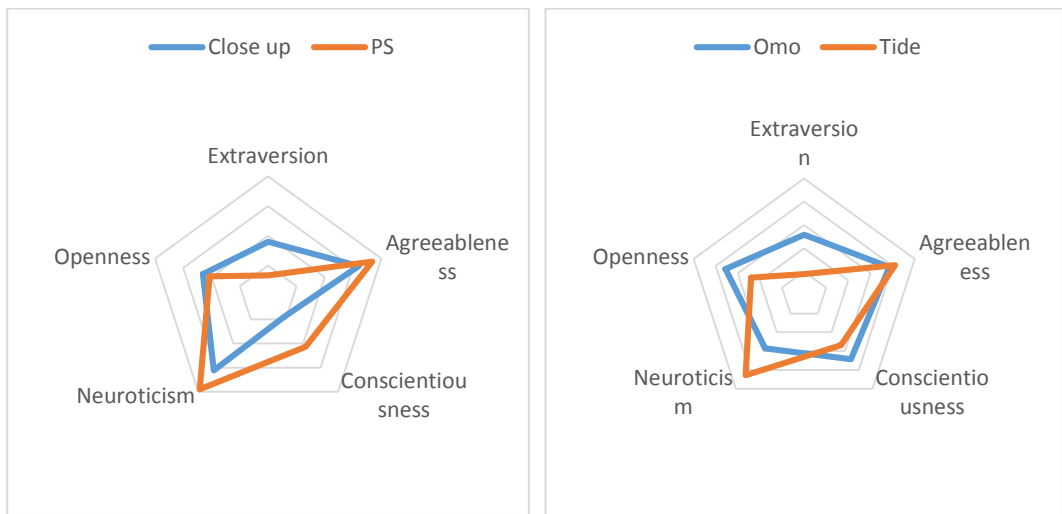 Close up
PS
Extraversion
Agreeablene
ss
Conscientiou
sness
Neuroticism
Openness
Omo
Tide
Extraversio
n
Agreeablen
ess
Conscientio
usness
Neuroticis
m
Openness